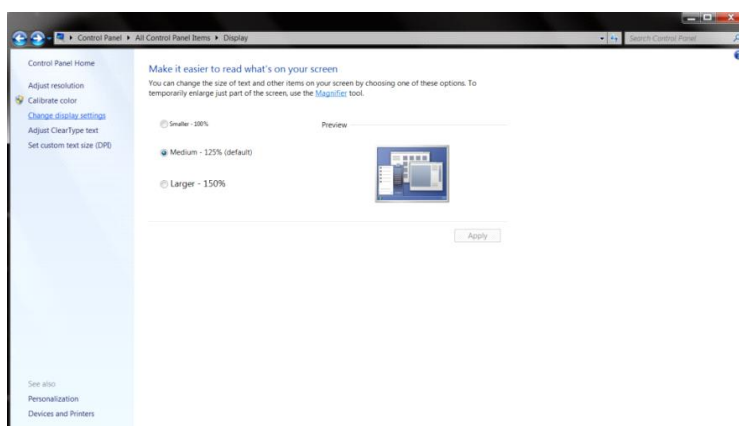 Control Panel ▸ All Control Panel Items ▸ Display
Search Control Panel
Control Panel Home
Adjust resolution
Calibrate color
Change display settings
Adjust ClearType text
Set custom text size (DPI)
Make it easier to read what's on your screen
You can change the size of text and other items on your screen by choosing one of these options. To
temporarily enlarge just part of the screen, use the Magnifier tool.
Smaller - 100%
Preview
Medium - 125% (default)
Larger - 150%
Apply
See also
Personalization
Devices and Printers